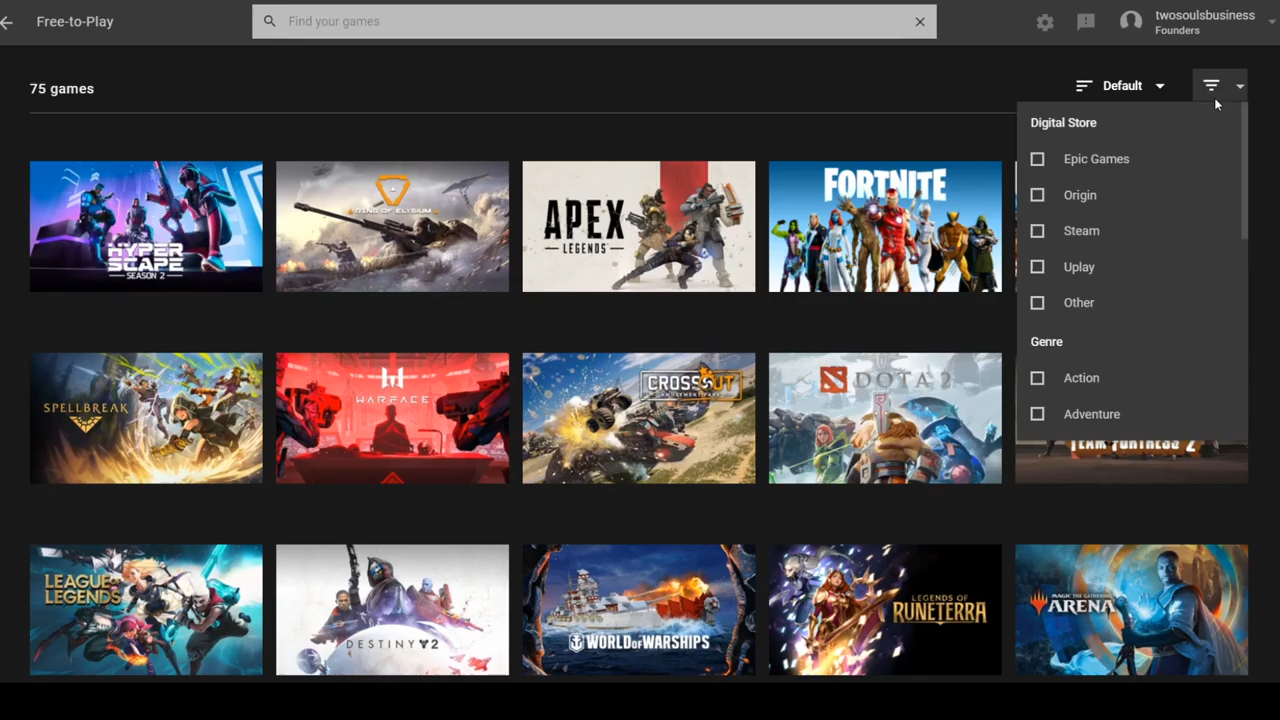 Free-to-Play
Find your games
twosoulsbusiness
Founders
75 games
Default
Digital Store
Epic Games
Origin
Steam
Uplay
Other
Genre
Action
Adventure
HYPER
SCAPE
SEASON 2
RING OF ELYSIUM
APEX
LEGENDS
FORTNITE
SPELLBREAK
WARFACE
CROSSOUT
DOTA 2
TEAM FORTRESS 2
LEAGUE OF
LEGENDS
DESTINY 2
WORLD OF WARSHIPS
LEGENDS OF
RUNETERRA
MAGIC THE GATHERING
ARENA